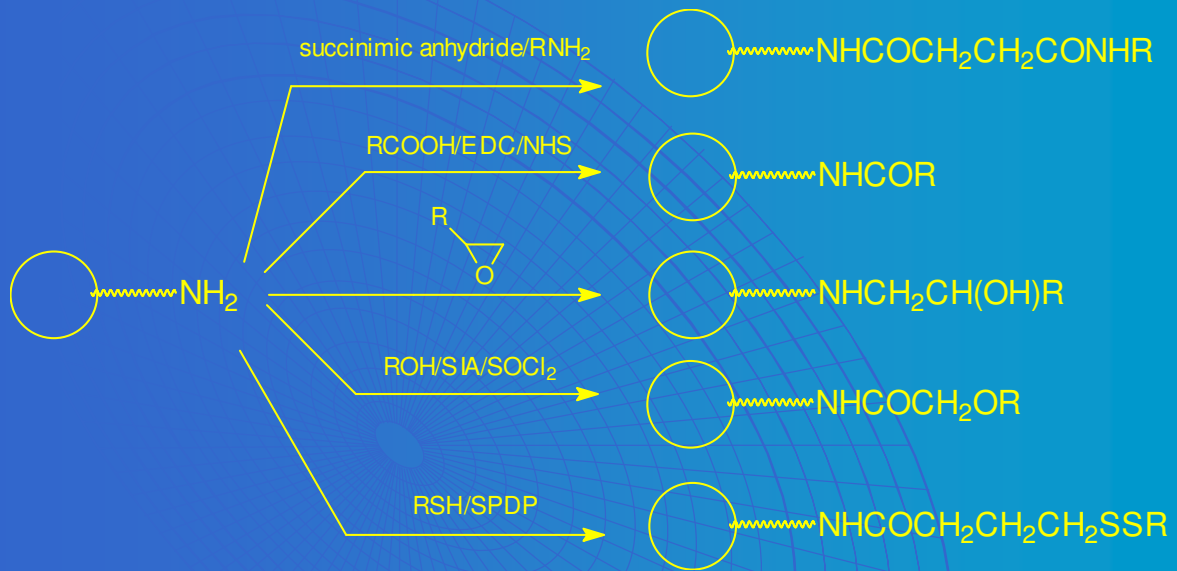 succinimic anhydride/RNH₂
NHCOCH₂CH₂CONHR
RCOOH/EDC/NHS
NHCOR
R
O
NH₂
NHCH₂CH(OH)R
ROH/SIA/SOCl₂
NHCOCH₂OR
RSH/SPDP
NHCOCH₂CH₂CH₂SSR